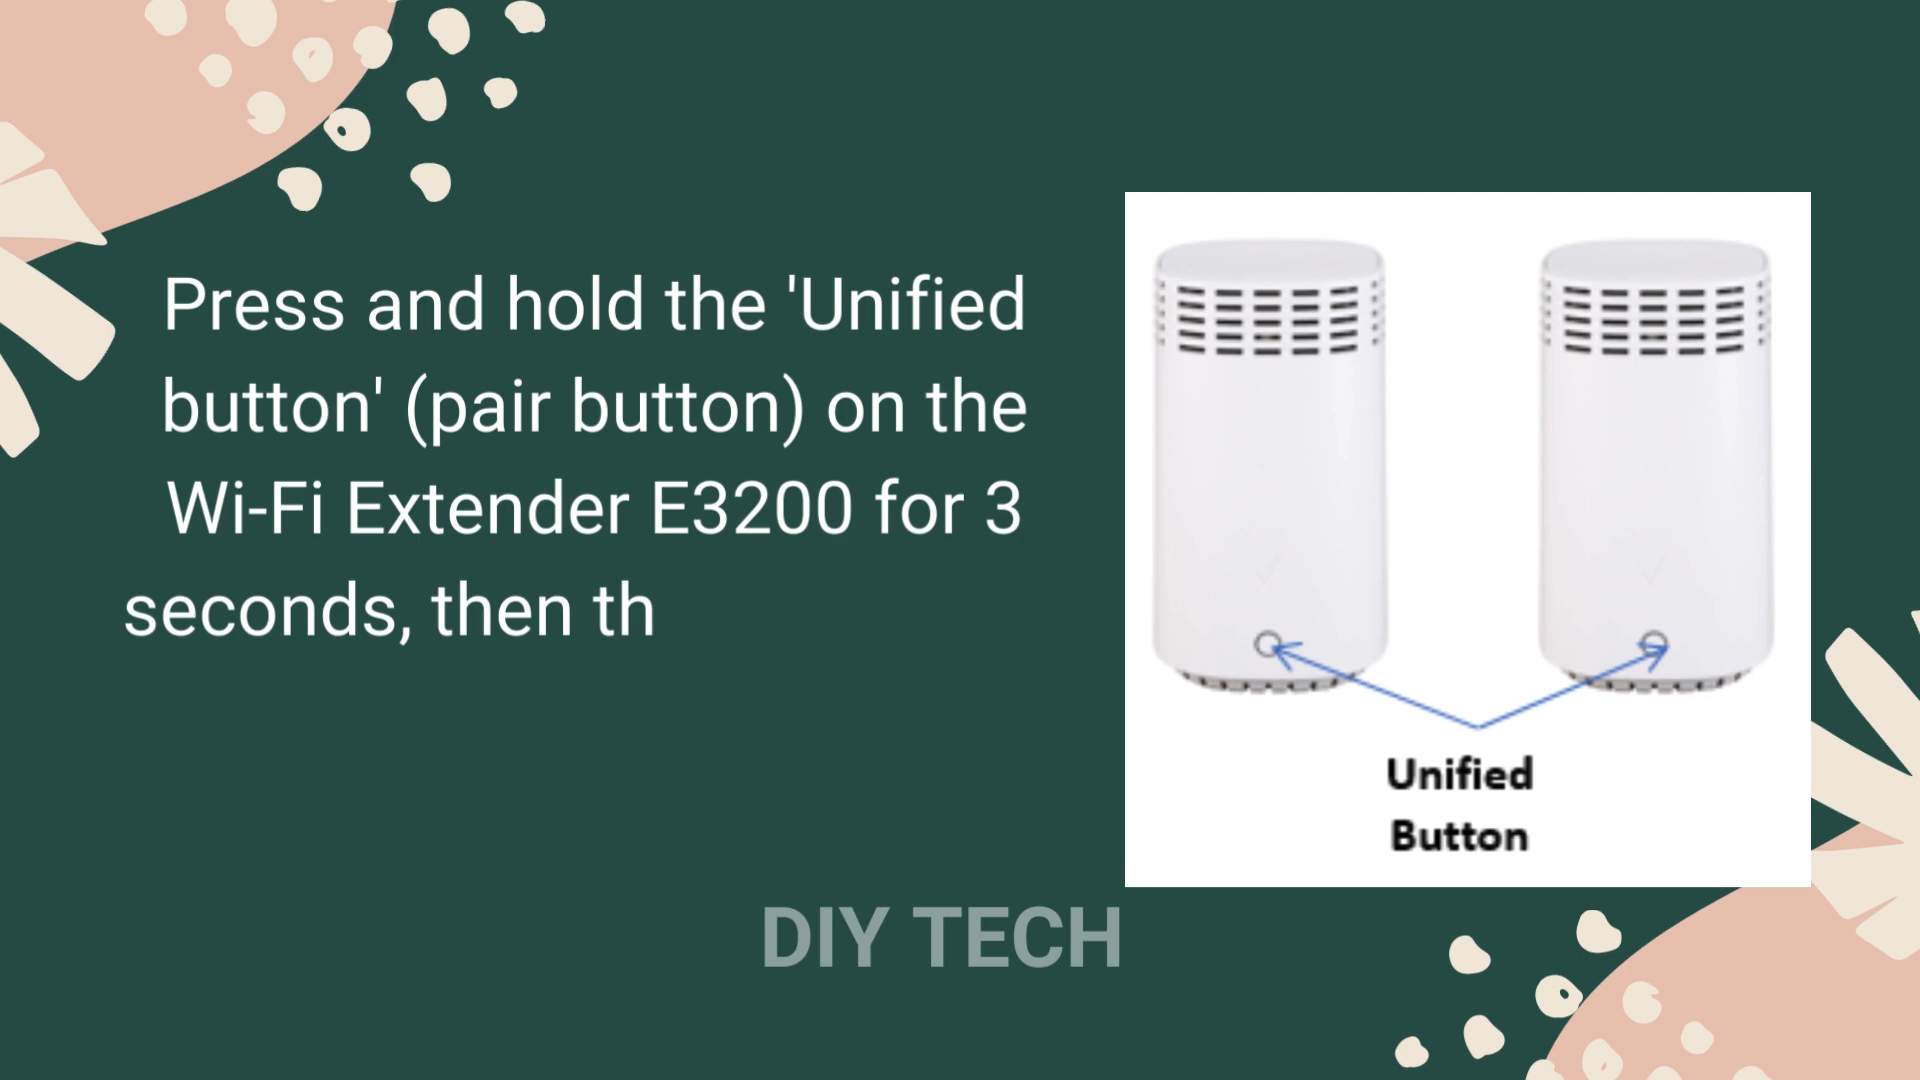 Press and hold the 'Unified
button' (pair button) on the
Wi-Fi Extender E3200 for 3
seconds, then th
Unified
Button
DIY TECH